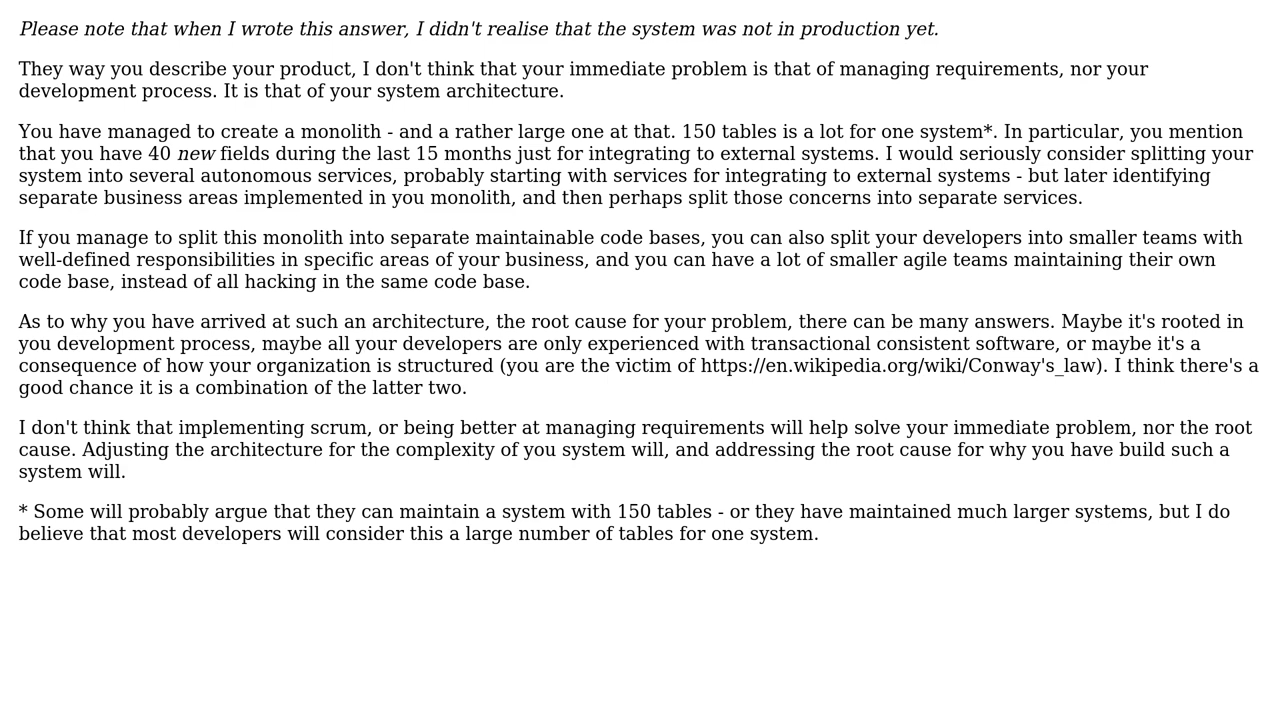 Please note that when I wrote this answer, I didn't realise that the system was not in production yet.
They way you describe your product, I don't think that your immediate problem is that of managing requirements, nor your
development process. It is that of your system architecture.
You have managed to create a monolith - and a rather large one at that. 150 tables is a lot for one system*. In particular, you mention
that you have 40 new fields during the last 15 months just for integrating to external systems. I would seriously consider splitting your
system into several autonomous services, probably starting with services for integrating to external systems - but later identifying
separate business areas implemented in you monolith, and then perhaps split those concerns into separate services.
If you manage to split this monolith into separate maintainable code bases, you can also split your developers into smaller teams with
well-defined responsibilities in specific areas of your business, and you can have a lot of smaller agile teams maintaining their own
code base, instead of all hacking in the same code base.
As to why you have arrived at such an architecture, the root cause for your problem, there can be many answers. Maybe it's rooted in
you development process, maybe all your developers are only experienced with transactional consistent software, or maybe it's a
consequence of how your organization is structured (you are the victim of https://en.wikipedia.org/wiki/Conway's_law). I think there's a
good chance it is a combination of the latter two.
I don't think that implementing scrum, or being better at managing requirements will help solve your immediate problem, nor the root
cause. Adjusting the architecture for the complexity of you system will, and addressing the root cause for why you have build such a
system will.
* Some will probably argue that they can maintain a system with 150 tables - or they have maintained much larger systems, but I do
believe that most developers will consider this a large number of tables for one system.